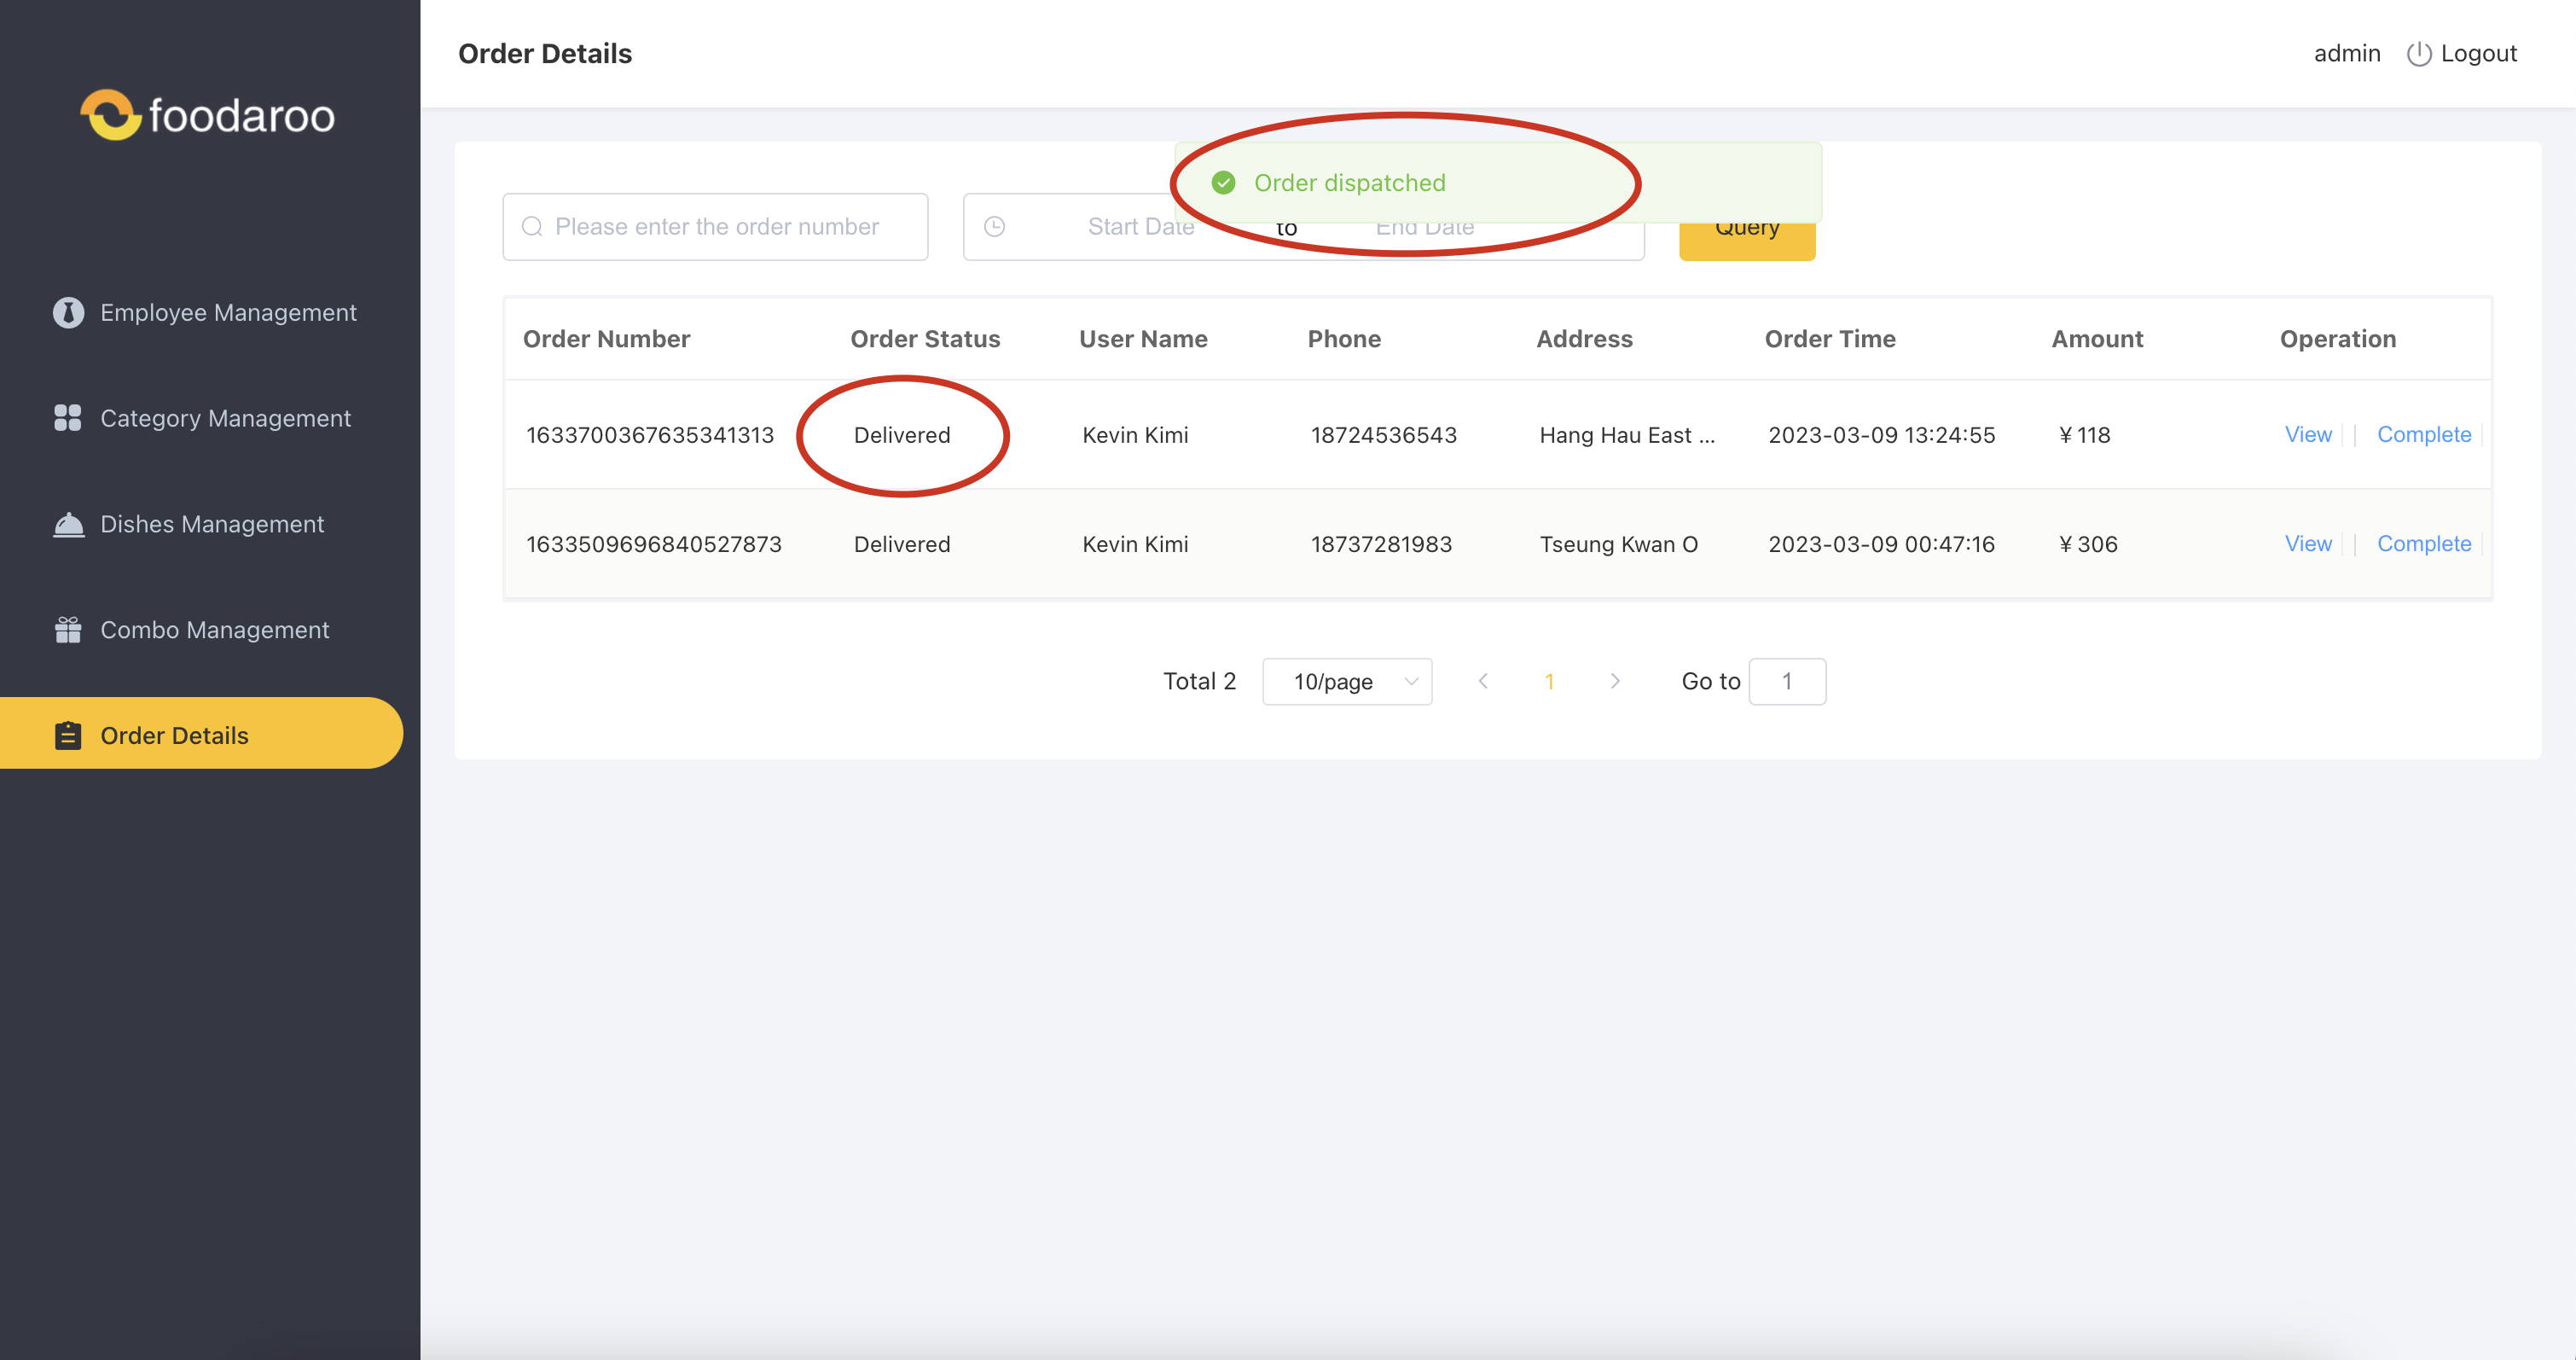 foodaroo
Employee Management
Category Management
Dishes Management
Combo Management
Order Details
Order Details
admin Logout
Order dispatched
Please enter the order number Start Date to End Date Query
Order Number Order Status User Name Phone Address Order Time Amount Operation
1633700367635341313 Delivered Kevin Kimi 18724536543 Hang Hau East ... 2023-03-09 13:24:55 ¥118 View | Complete
1633509696840527873 Delivered Kevin Kimi 18737281983 Tseung Kwan O 2023-03-09 00:47:16 ¥306 View | Complete
Total 2 10/page 1 Go to 1